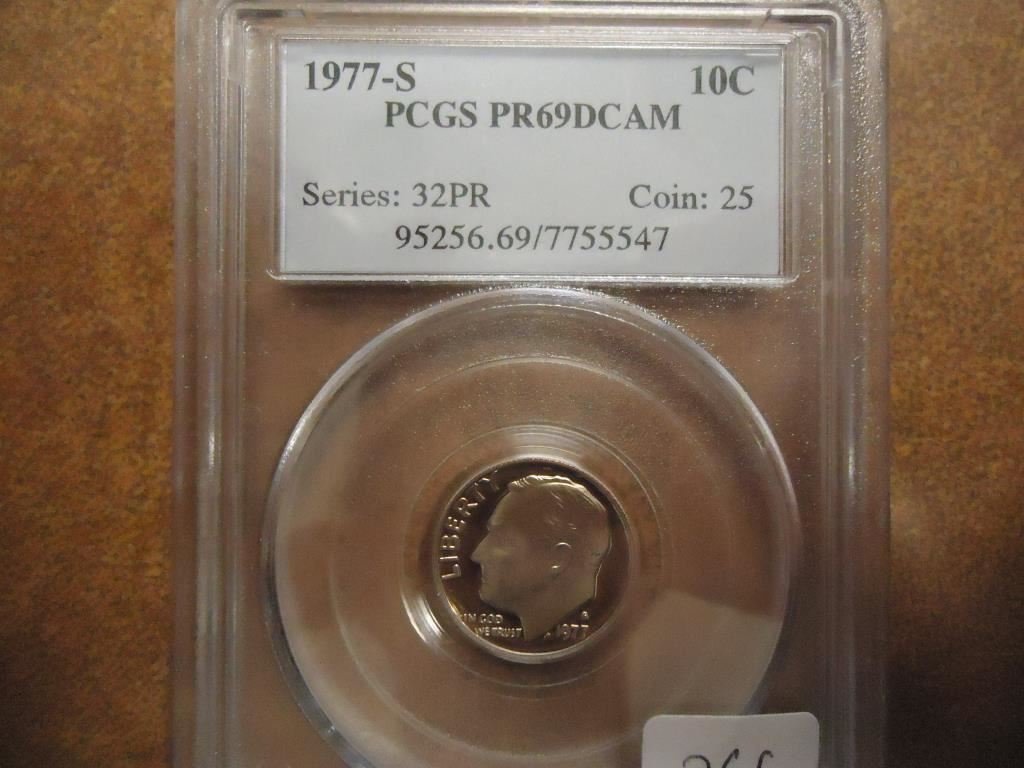 1977-S 10C
PCGS PR69DCAM
Series: 32PR Coin: 25
95256.69/7755547
LIBERTY
IN GOD
WE TRUST
1977